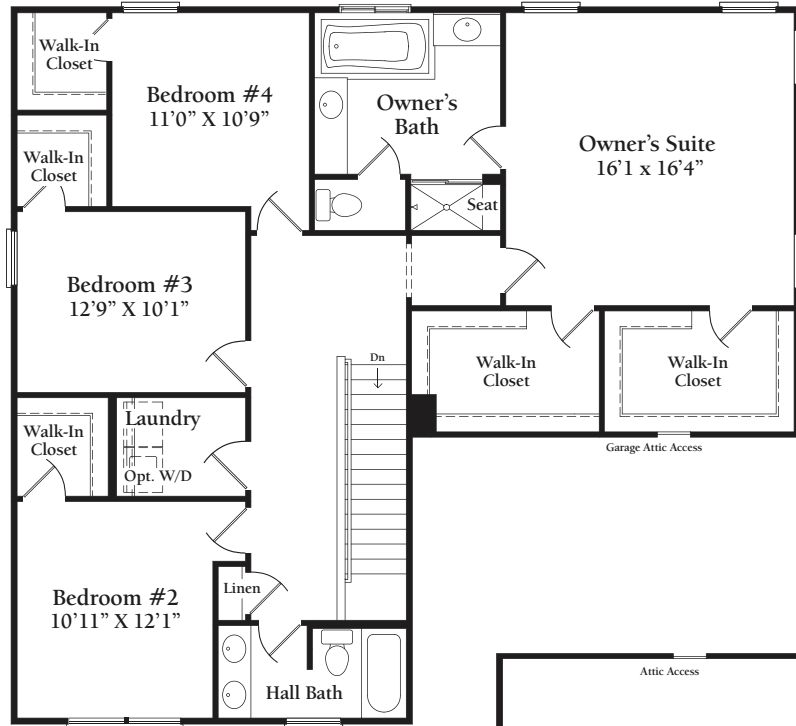 Walk-In
Closet
Bedroom #4
11'0" X 10'9"
Owner's
Bath
Owner's Suite
16'1 x 16'4”
Walk-In
Closet
Seat
Bedroom #3
12'9" X 10'1"
Dn
Walk-In
Closet
Walk-In
Closet
Walk-In
Closet
Laundry
Opt. W/D
Garage Attic Access
Linen
Bedroom #2
10'11" X 12'1"
Hall Bath
Attic Access